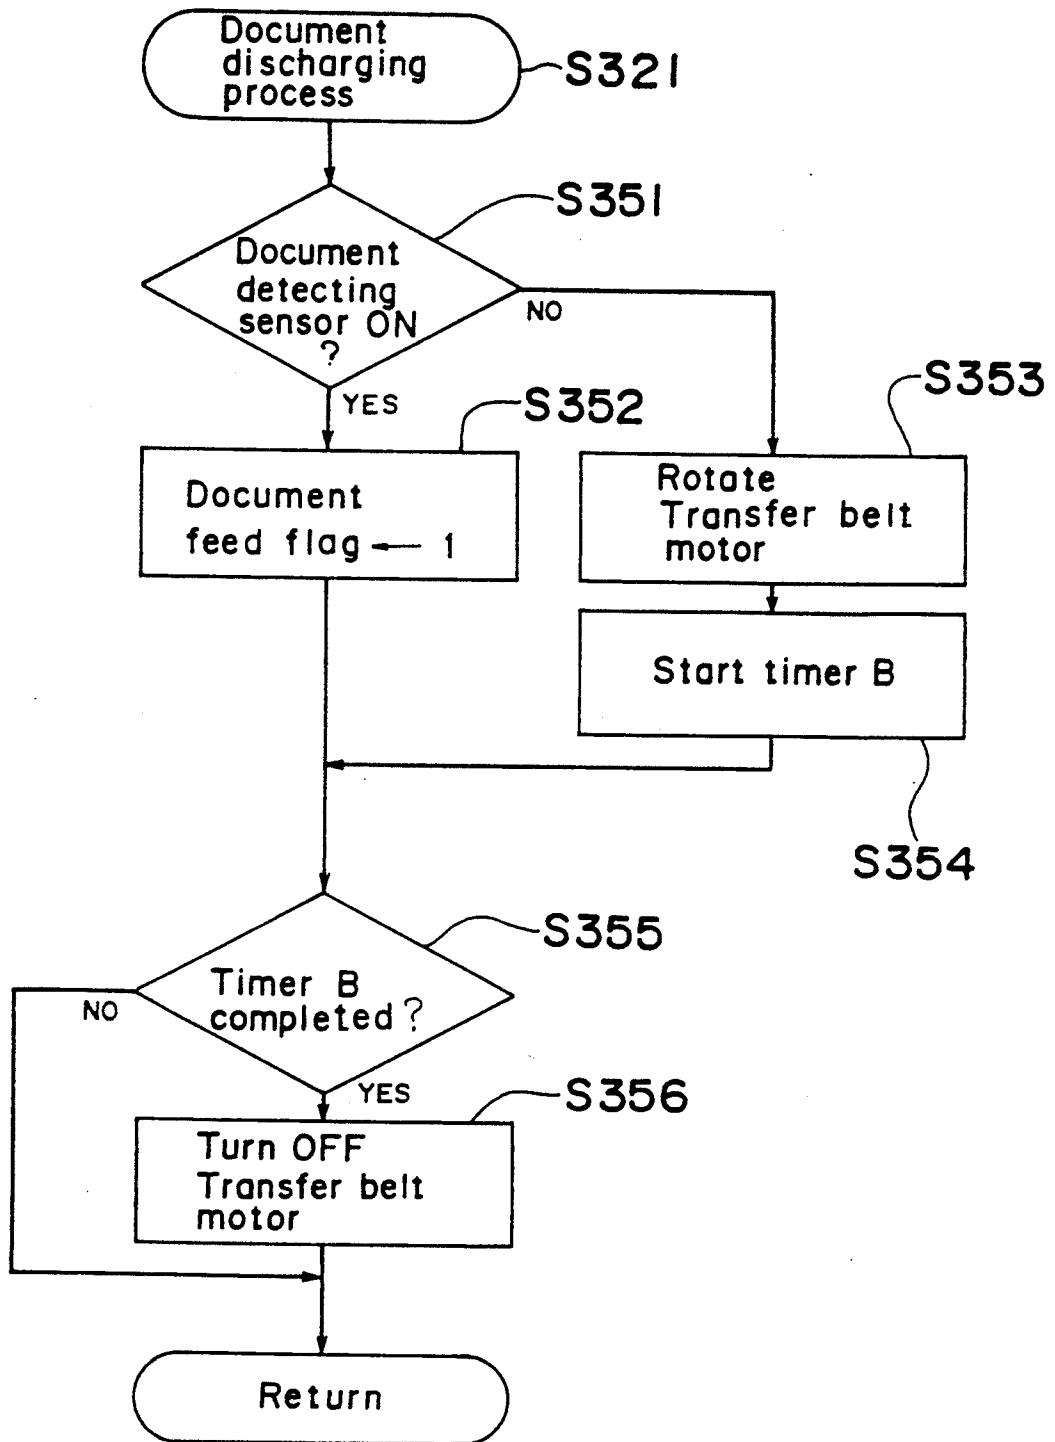 Document
discharging
process
S321
S351
Document
detecting
sensor ON
?
NO
YES
S352
S353
Document
feed flag ← 1
Rotate
Transfer belt
motor
Start timer B
S354
S355
Timer B
completed?
NO
YES
S356
Turn OFF
Transfer belt
motor
Return